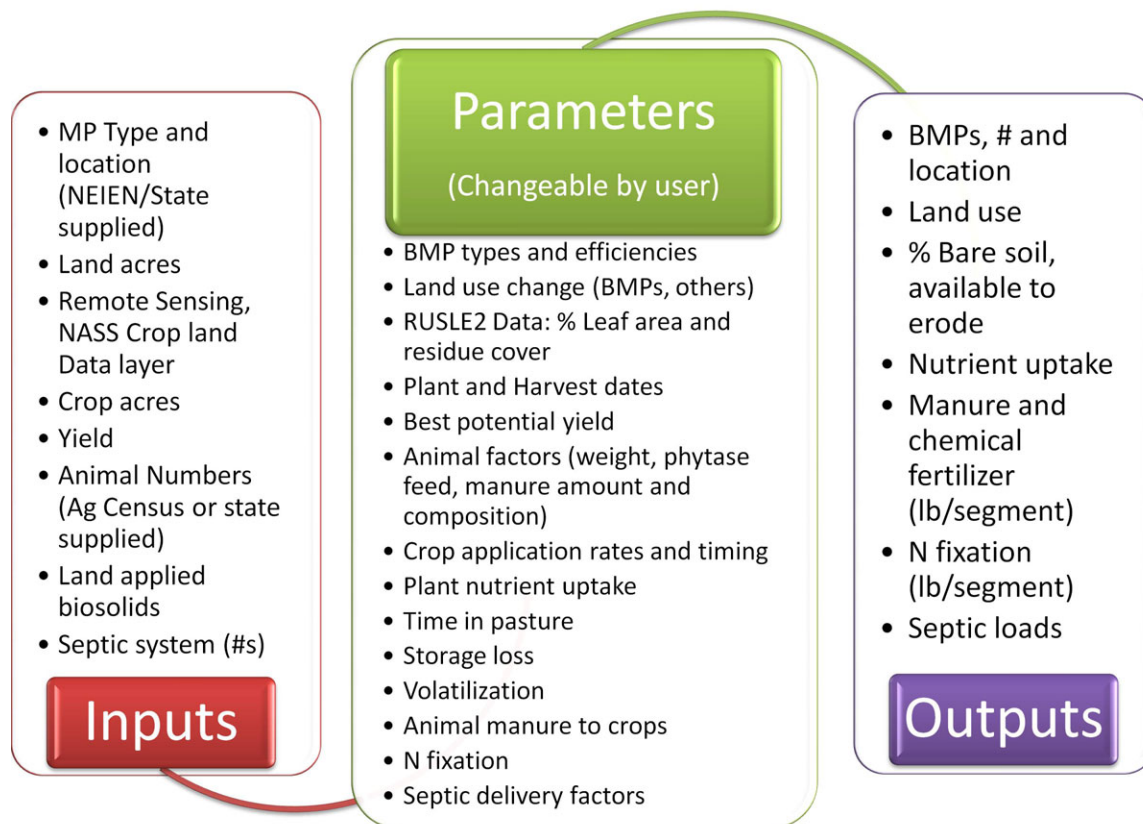 • MP Type and
location
(NEIEN/State
supplied)
• Land acres
• Remote Sensing,
NASS Crop land
Data layer
• Crop acres
• Yield
• Animal Numbers
(Ag Census or state
supplied)
• Land applied
biosolids
• Septic system (#s)
Inputs
Parameters
(Changeable by user)
• BMP types and efficiencies
• Land use change (BMPs, others)
• RUSLE2 Data: % Leaf area and
residue cover
• Plant and Harvest dates
• Best potential yield
• Animal factors (weight, phytase
feed, manure amount and
composition)
• Crop application rates and timing
• Plant nutrient uptake
• Time in pasture
• Storage loss
• Volatilization
• Animal manure to crops
• N fixation
• Septic delivery factors
• BMPs, # and
location
• Land use
• % Bare soil,
available to
erode
• Nutrient uptake
• Manure and
chemical
fertilizer
(lb/segment)
• N fixation
(lb/segment)
• Septic loads
Outputs